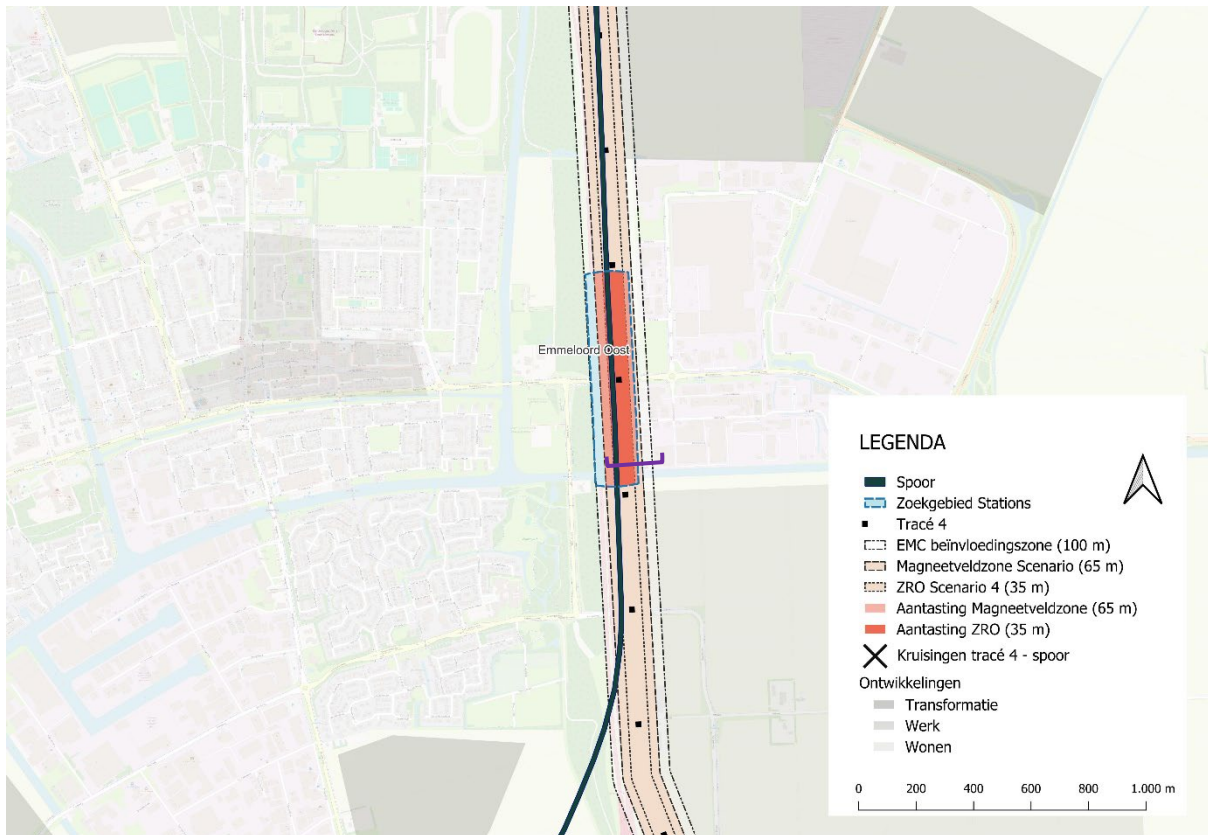 Emmeloord Oost
LEGENDA
Spoor
Zoekgebied Stations
Tracé 4
EMC beïnvloedingszone (100 m)
Magneetveldzone Scenario (65 m)
ZRO Scenario 4 (35 m)
Aantasting Magneetveldzone (65 m)
Aantasting ZRO (35 m)
Kruisingen tracé 4 - spoor
Ontwikkelingen
Transformatie
Werk
Wonen
0 200 400 600 800 1.000 m